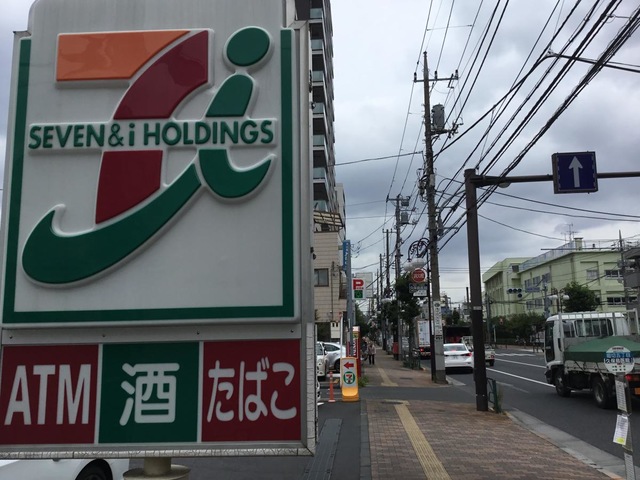 SEVEN&i HOLDINGS
ATM 酒 たばこ